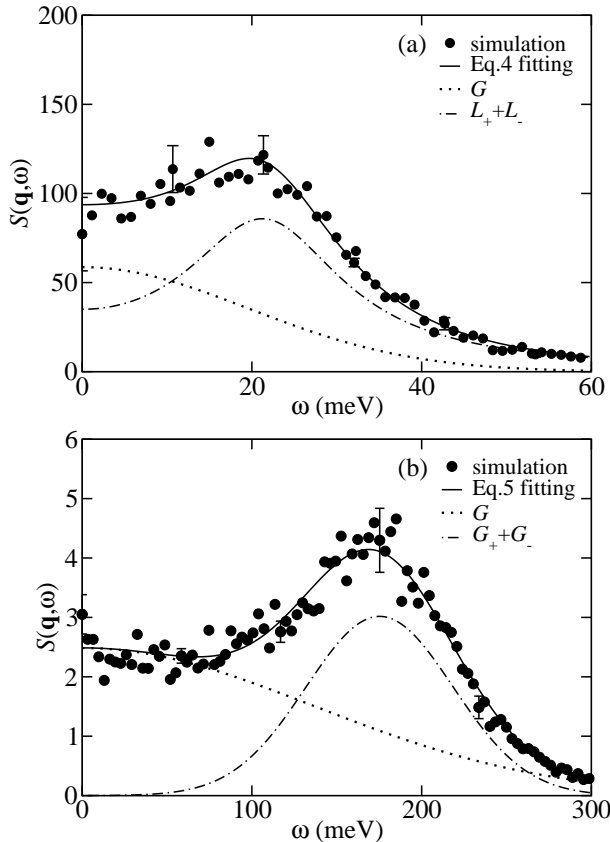 200
(a)
simulation
Eq.4 fitting
G
L₊+L₋
150
100
50
0
S(q,ω)
0 20 40 60
ω (meV)
6
(b)
simulation
Eq.5 fitting
G
G₊+G₋
5
4
3
2
1
0
S(q,ω)
0 100 200 300
ω (meV)